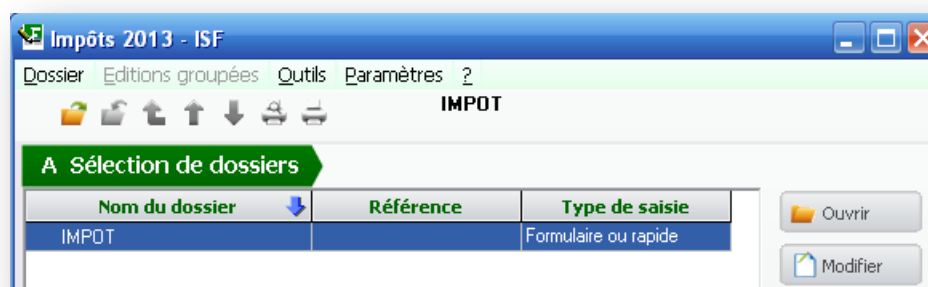 Impôts 2013 - ISF
Dossier Editions groupées Outils Paramètres ?
IMPOT
A Sélection de dossiers
Nom du dossier Référence Type de saisie
IMPOT Formulaire ou rapide
Ouvrir
Modifier